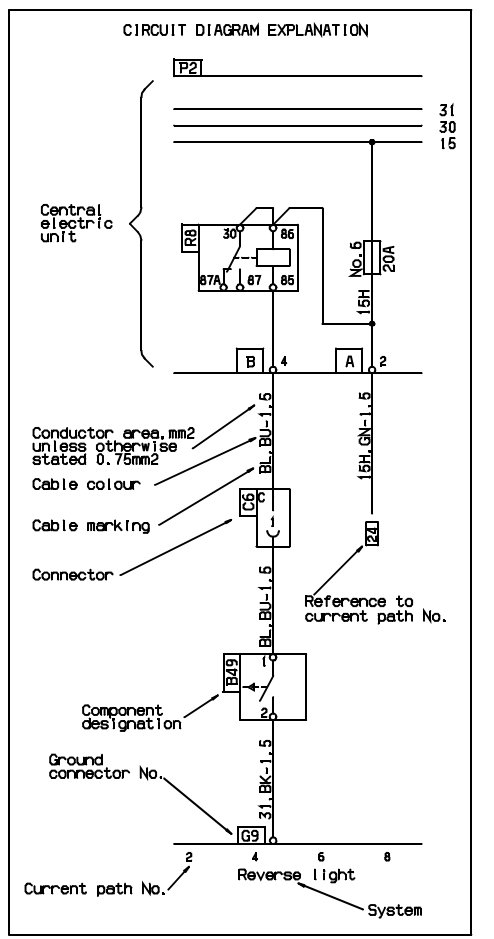 CIRCUIT DIAGRAM EXPLANATION
P2
31
30
15
Central
electric
unit
R8
30
86
87A
87
85
No.6
20A
15H
B
4
A
2
Conductor area,mm2
unless otherwise
stated 0.75mm2
BL,BU-1,5
15H,GN-1,5
Cable colour
C6
C
1
Cable marking
24
Connector
BL,BU-1,5
Reference to
current path No.
B49
1
2
Component
designation
Ground
connector No.
31,BK-1,5
G9
2 4 6 8
Reverse light
Current path No.
System